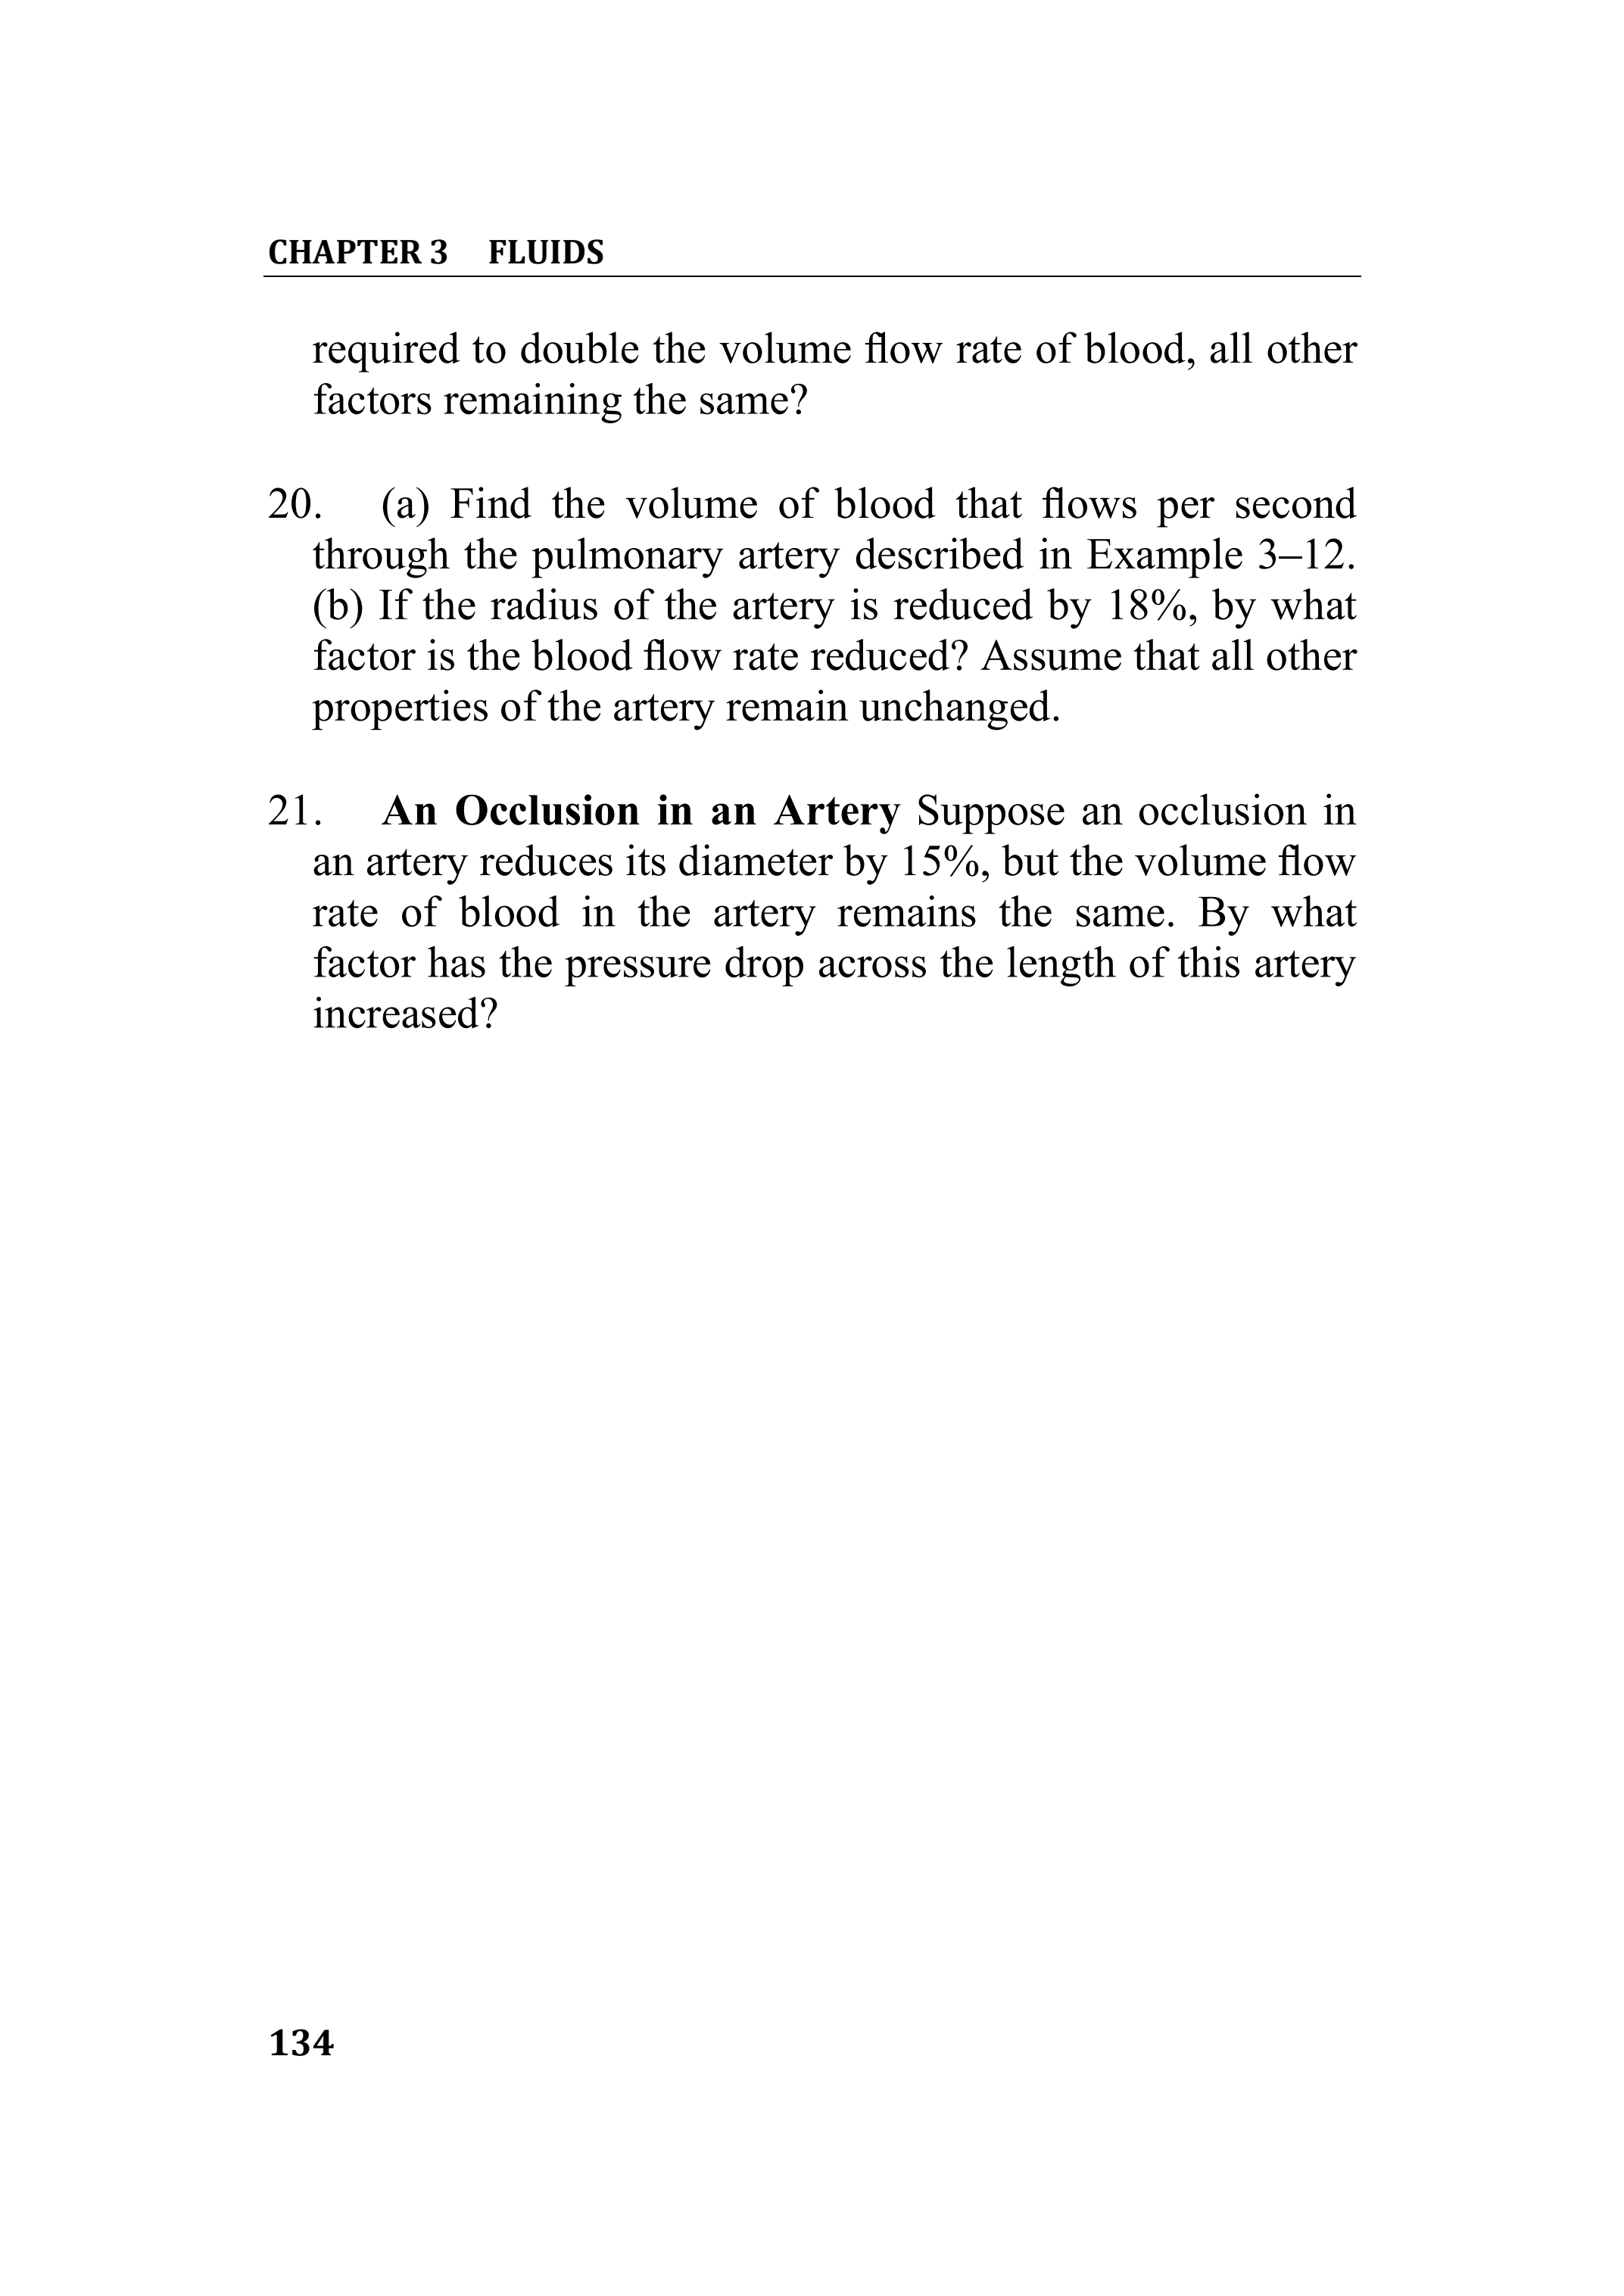 CHAPTER 3 FLUIDS
required to double the volume flow rate of blood, all other
factors remaining the same?
20. (a) Find the volume of blood that flows per second
through the pulmonary artery described in Example 3–12.
(b) If the radius of the artery is reduced by 18%, by what
factor is the blood flow rate reduced? Assume that all other
properties of the artery remain unchanged.
21. An Occlusion in an Artery Suppose an occlusion in
an artery reduces its diameter by 15%, but the volume flow
rate of blood in the artery remains the same. By what
factor has the pressure drop across the length of this artery
increased?
134